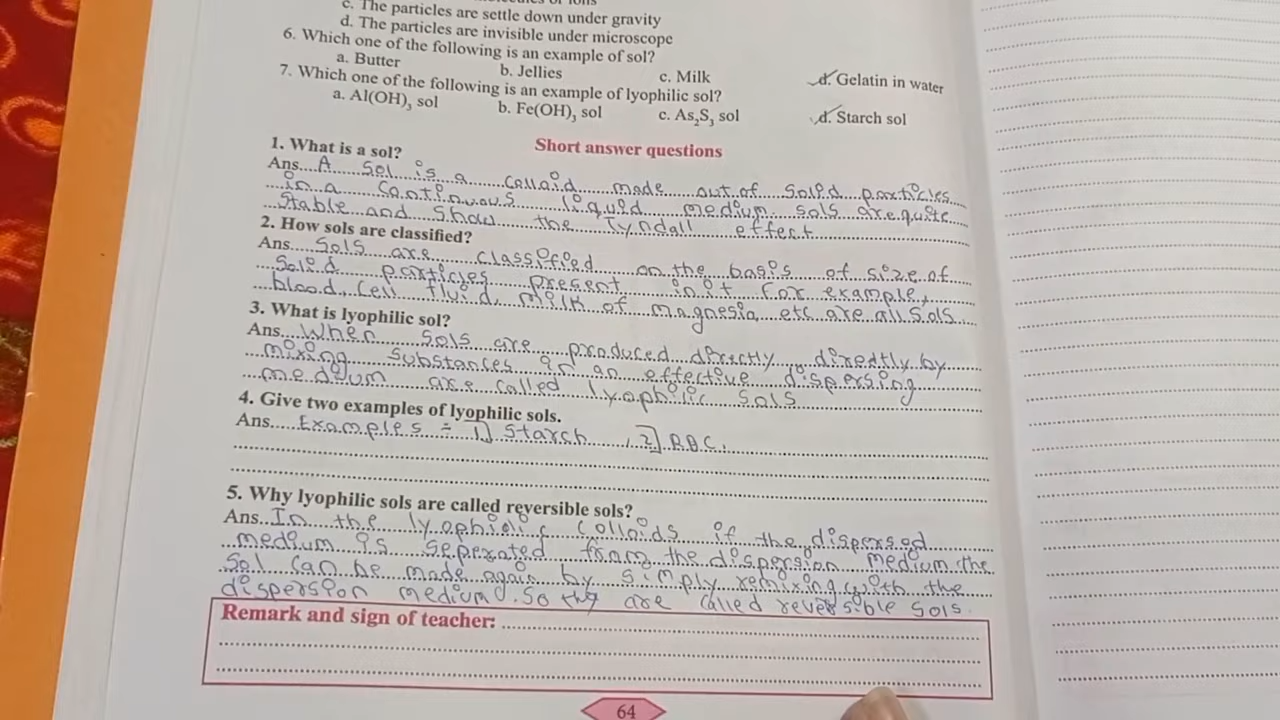 c. The particles are settle down under gravity
d. The particles are invisible under microscope
6. Which one of the following is an example of sol?
a. Butter b. Jellies c. Milk d. Gelatin in water
7. Which one of the following is an example of lyophilic sol?
a. Al(OH)₃ sol b. Fe(OH)₃ sol c. As₂S₃ sol d. Starch sol
Short answer questions
1. What is a sol?
Ans. A sol is a colloid made out of solid particles
in a continuous liquid medium sols are quite
stable and show the Tyndall effect
2. How sols are classified?
Ans. Sols are classified on the basis of size of
solid particles present in it for example,
blood, cell fluid, milk of magnesia etc are all sols
3. What is lyophilic sol?
Ans. When sols are produced directly diredtly by
mixing substances in an effective dispersing
medium are called lyophilic sols
4. Give two examples of lyophilic sols.
Ans. Examples = 1] Starch, 2] R.B.C.
5. Why lyophilic sols are called reversible sols?
Ans. In the lyophilic colloids if the dispersed
medium is seperated from the dispersion medium the
sol can be made again by simply remixing with the
dispersion medium. so they are called reversible sols.
Remark and sign of teacher:
64